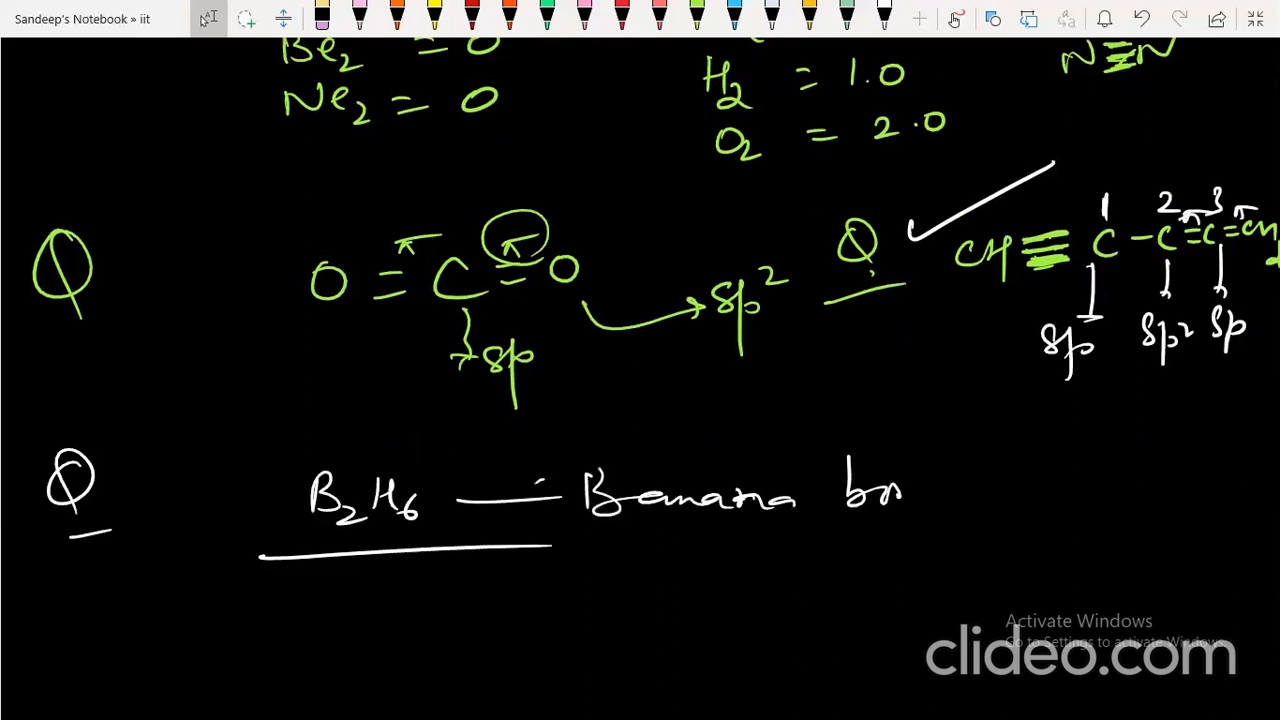 Sandeep's Notebook » iit
Be2 = 0
Ne2 = 0
H2 = 1.0
O2 = 2.0
N≡N
Q
O = C = O
π π
sp
sp2
Q
1 2 3
π π
CH ≡ C - C = C = CH2
sp sp2 sp
Q
B2H6 — Banana bo
Activate Windows
Go to Settings to activate Windows.
clideo.com